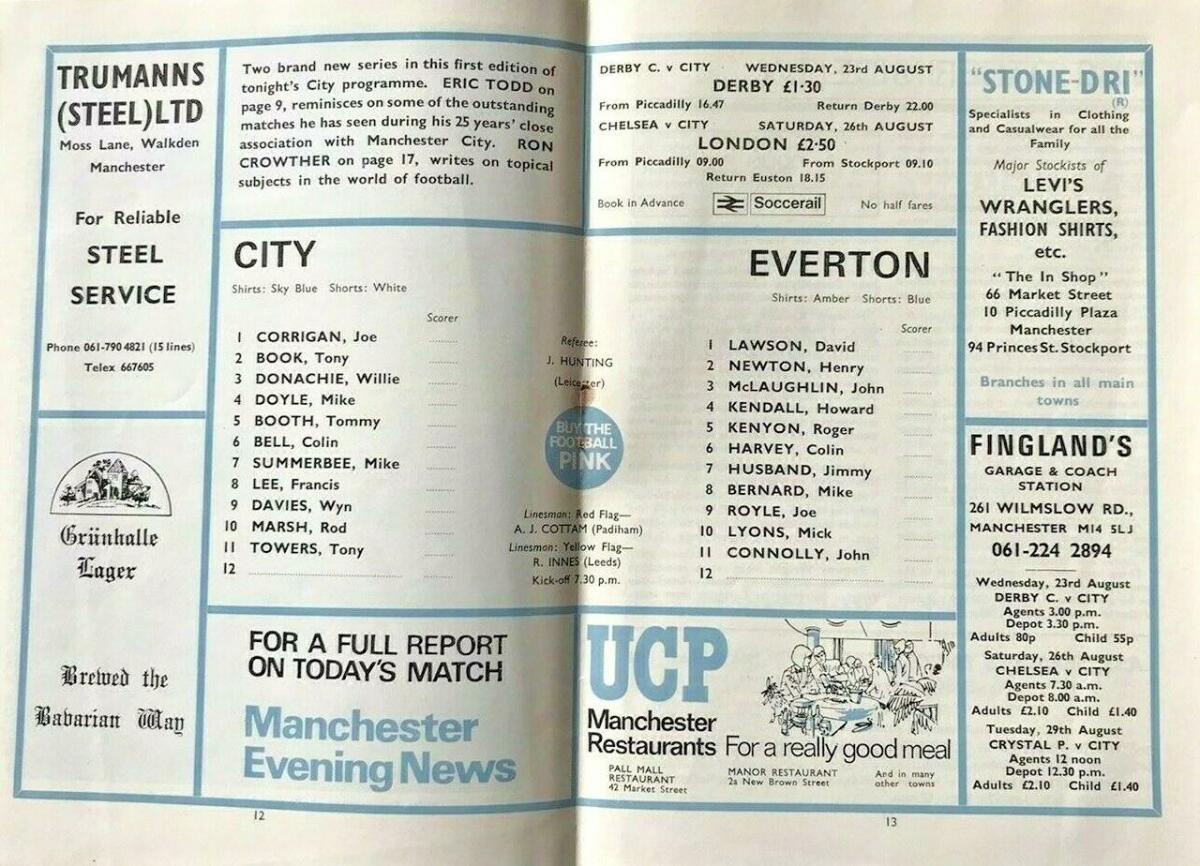 TRUMANNS
(STEEL) LTD
Moss Lane, Walkden
Manchester
For Reliable
STEEL
SERVICE
Phone 061-790 4821 (15 lines)
Telex 667605
Grünhalle
Lager
Brewed the
Bavarian Way
Two brand new series in this first edition of
tonight's City programme. ERIC TODD on
page 9, reminisces on some of the outstanding
matches he has seen during his 25 years' close
association with Manchester City. RON
CROWTHER on page 17, writes on topical
subjects in the world of football.
DERBY C. v CITY WEDNESDAY, 23rd AUGUST
DERBY £1·30
From Piccadilly 16.47 Return Derby 22.00
CHELSEA v CITY SATURDAY, 26th AUGUST
LONDON £2·50
From Piccadilly 09.00 From Stockport 09.10
Return Euston 18.15
Book in Advance Soccerail No half fares
CITY
Shirts: Sky Blue Shorts: White
Scorer
1 CORRIGAN, Joe
2 BOOK, Tony
3 DONACHIE, Willie
4 DOYLE, Mike
5 BOOTH, Tommy
6 BELL, Colin
7 SUMMERBEE, Mike
8 LEE, Francis
9 DAVIES, Wyn
10 MARSH, Rod
11 TOWERS, Tony
12
Referee:
J. HUNTING
(Leicester)
BUY THE
FOOTBALL
PINK
Linesman: Red Flag—
A. J. COTTAM (Padiham)
Linesman: Yellow Flag—
R. INNES (Leeds)
Kick-off 7.30 p.m.
EVERTON
Shirts: Amber Shorts: Blue
Scorer
1 LAWSON, David
2 NEWTON, Henry
3 McLAUGHLIN, John
4 KENDALL, Howard
5 KENYON, Roger
6 HARVEY, Colin
7 HUSBAND, Jimmy
8 BERNARD, Mike
9 ROYLE, Joe
10 LYONS, Mick
11 CONNOLLY, John
12
FOR A FULL REPORT
ON TODAY'S MATCH
Manchester
Evening News
UCP
Manchester
Restaurants
For a really good meal
PALL MALL
RESTAURANT
42 Market Street
MANOR RESTAURANT
2a New Brown Street
And in many
other towns
"STONE-DRI"
(R)
Specialists in Clothing
and Casualwear for all the
Family
Major Stockists of
LEVI'S
WRANGLERS,
FASHION SHIRTS,
etc.
"The In Shop"
66 Market Street
10 Piccadilly Plaza
Manchester
94 Princes St. Stockport
Branches in all main
towns
FINGLAND'S
GARAGE & COACH
STATION
261 WILMSLOW RD.,
MANCHESTER M14 5LJ
061-224 2894
Wednesday, 23rd August
DERBY C. v CITY
Agents 3.00 p.m.
Depot 3.30 p.m.
Adults 80p Child 55p
Saturday, 26th August
CHELSEA v CITY
Agents 7.30 a.m.
Depot 8.00 a.m.
Adults £2.10 Child £1.40
Tuesday, 29th August
CRYSTAL P. v CITY
Agents 12 noon
Depot 12.30 p.m.
Adults £2.10 Child £1.40
12
13